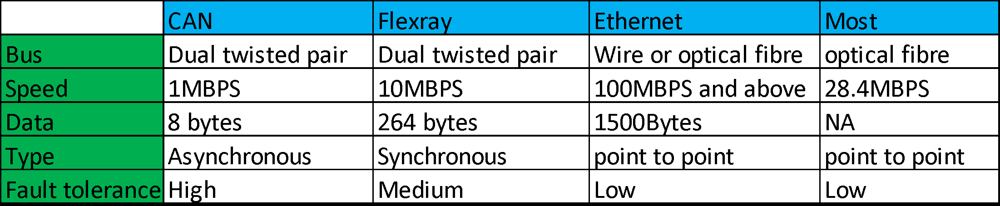 CAN Flexray Ethernet Most
Bus Dual twisted pair Dual twisted pair Wire or optical fibre optical fibre
Speed 1MBPS 10MBPS 100MBPS and above 28.4MBPS
Data 8 bytes 264 bytes 1500Bytes NA
Type Asynchronous Synchronous point to point point to point
Fault tolerance High Medium Low Low